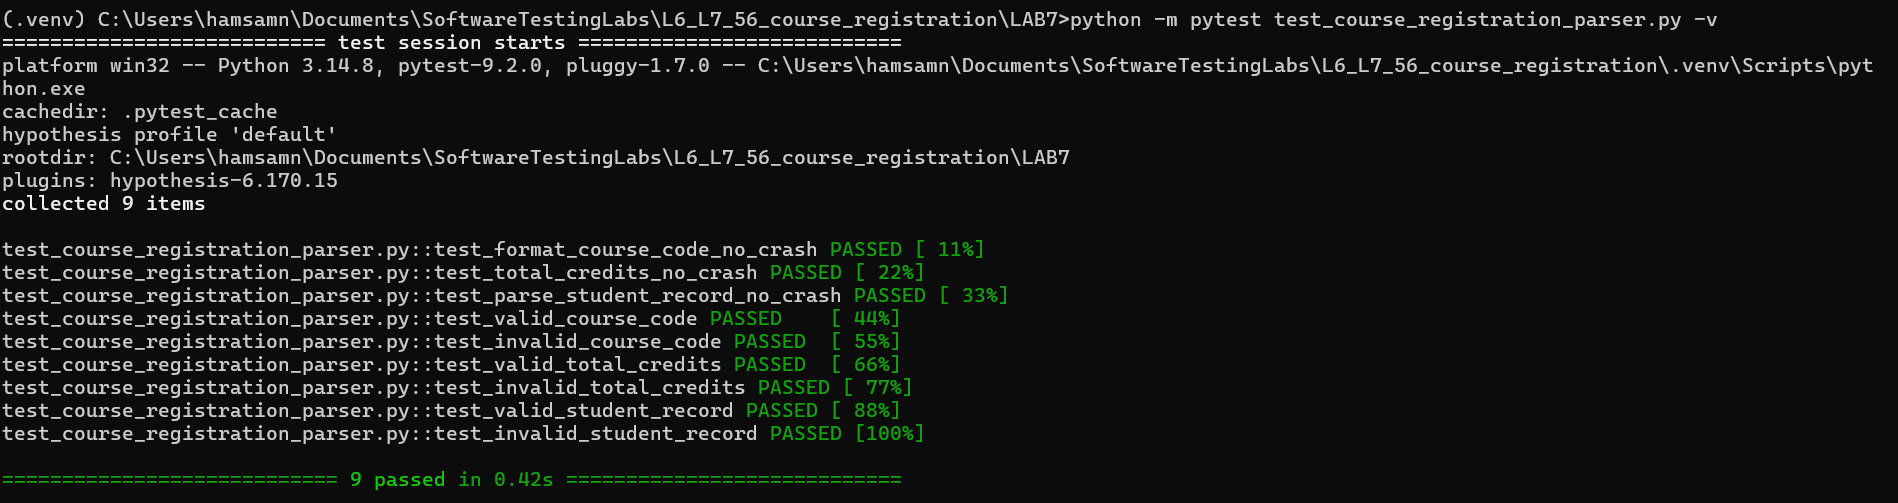 (.venv) C:\Users\hamsamn\Documents\SoftwareTestingLabs\L6_L7_56_course_registration\LAB7>python -m pytest test_course_registration_parser.py -v
=========================== test session starts ===========================
platform win32 -- Python 3.14.8, pytest-9.2.0, pluggy-1.7.0 -- C:\Users\hamsamn\Documents\SoftwareTestingLabs\L6_L7_56_course_registration\.venv\Scripts\pyt
hon.exe
cachedir: .pytest_cache
hypothesis profile 'default'
rootdir: C:\Users\hamsamn\Documents\SoftwareTestingLabs\L6_L7_56_course_registration\LAB7
plugins: hypothesis-6.170.15
collected 9 items

test_course_registration_parser.py::test_format_course_code_no_crash PASSED [ 11%]
test_course_registration_parser.py::test_total_credits_no_crash PASSED [ 22%]
test_course_registration_parser.py::test_parse_student_record_no_crash PASSED [ 33%]
test_course_registration_parser.py::test_valid_course_code PASSED    [ 44%]
test_course_registration_parser.py::test_invalid_course_code PASSED  [ 55%]
test_course_registration_parser.py::test_valid_total_credits PASSED  [ 66%]
test_course_registration_parser.py::test_invalid_total_credits PASSED [ 77%]
test_course_registration_parser.py::test_valid_student_record PASSED [ 88%]
test_course_registration_parser.py::test_invalid_student_record PASSED [100%]

============================ 9 passed in 0.42s ============================